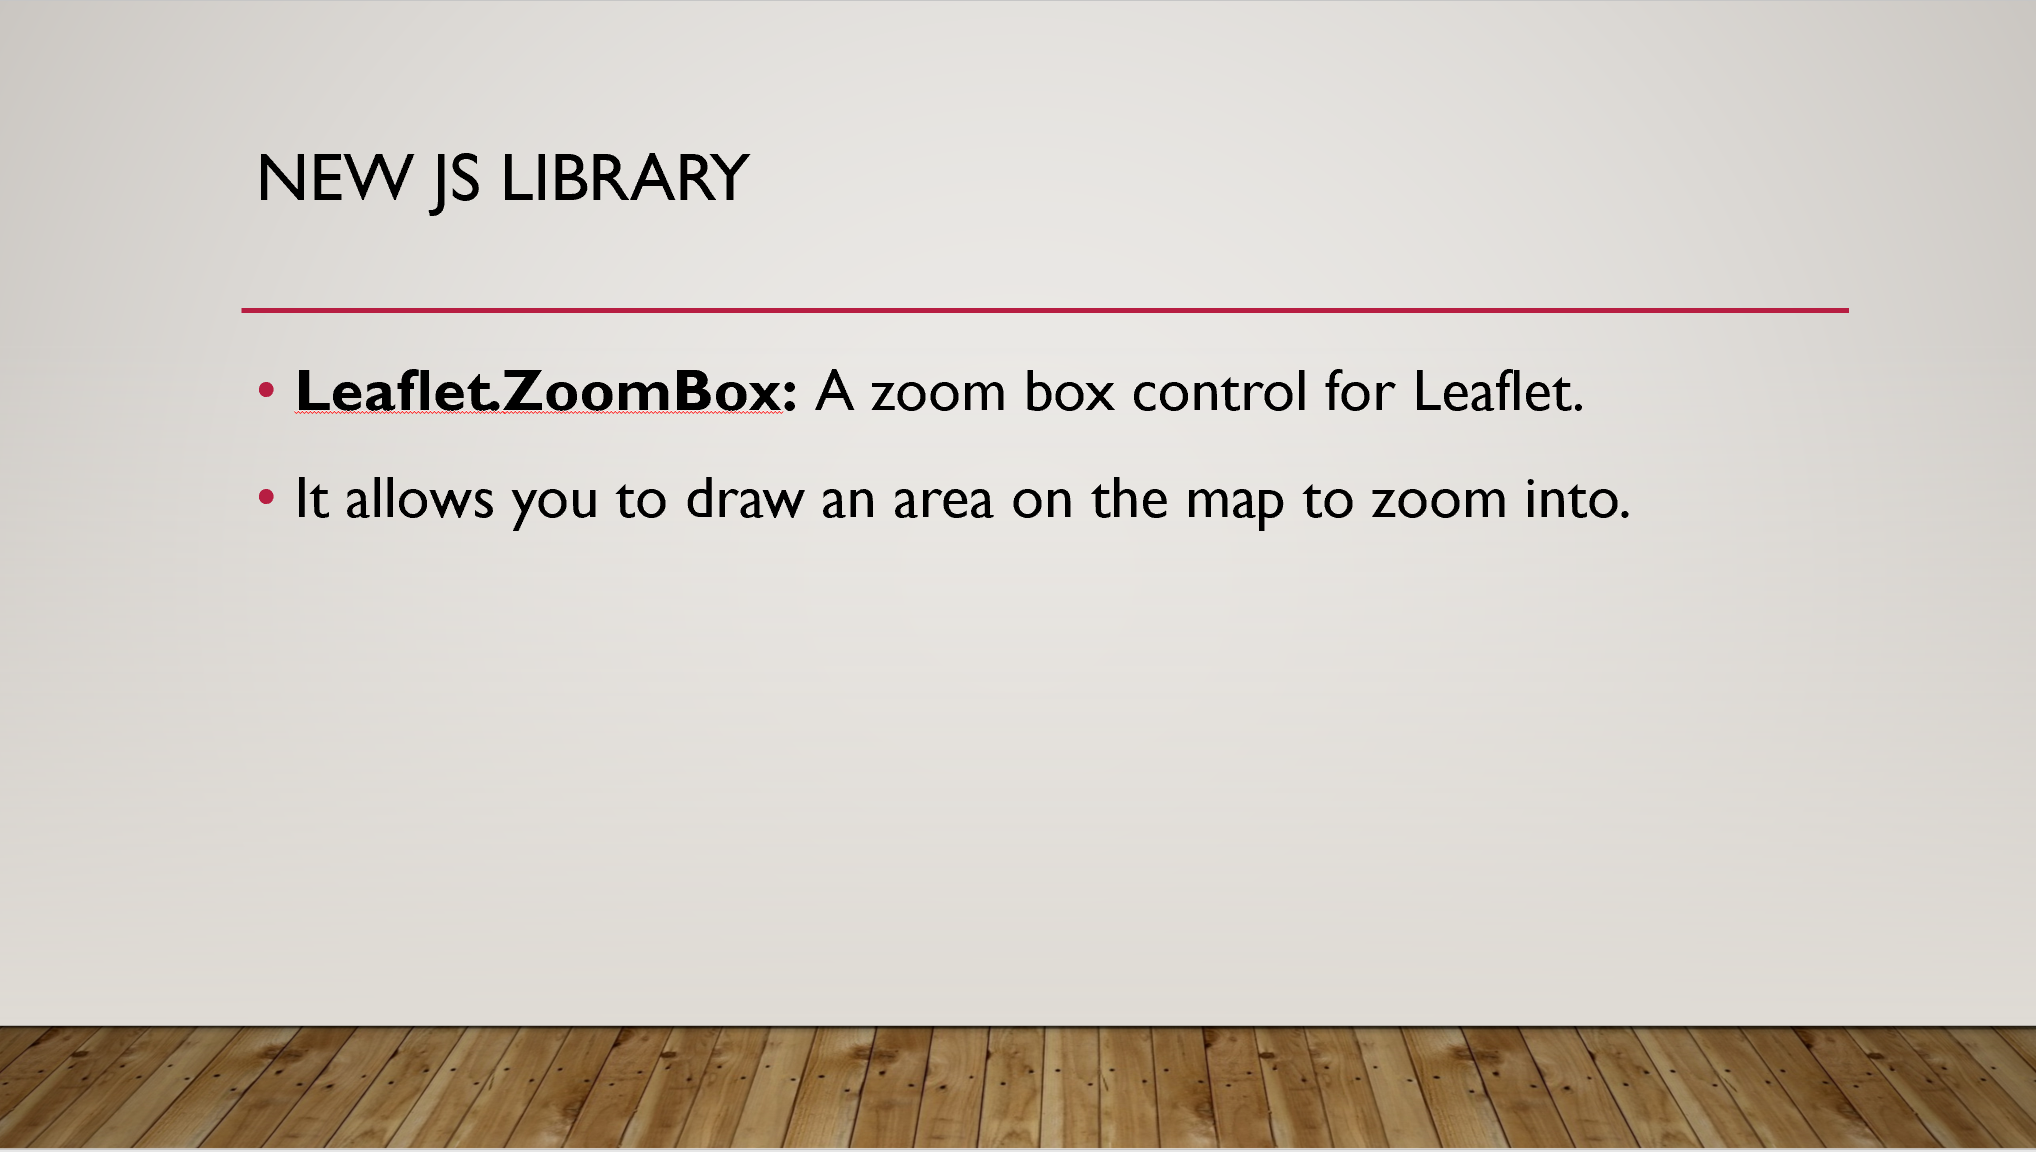 NEW JS LIBRARY
• Leaflet.ZoomBox: A zoom box control for Leaflet.
• It allows you to draw an area on the map to zoom into.